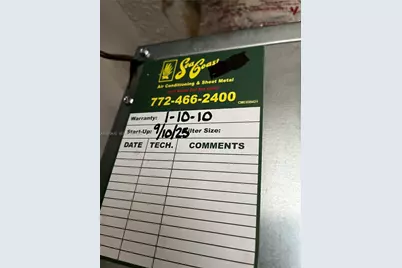 Sea Coast
Air Conditioning & Sheet Metal
772-466-2400
Warranty: 1-10-10
Start-Up: 9/10/25 Filter Size:
DATE TECH. COMMENTS